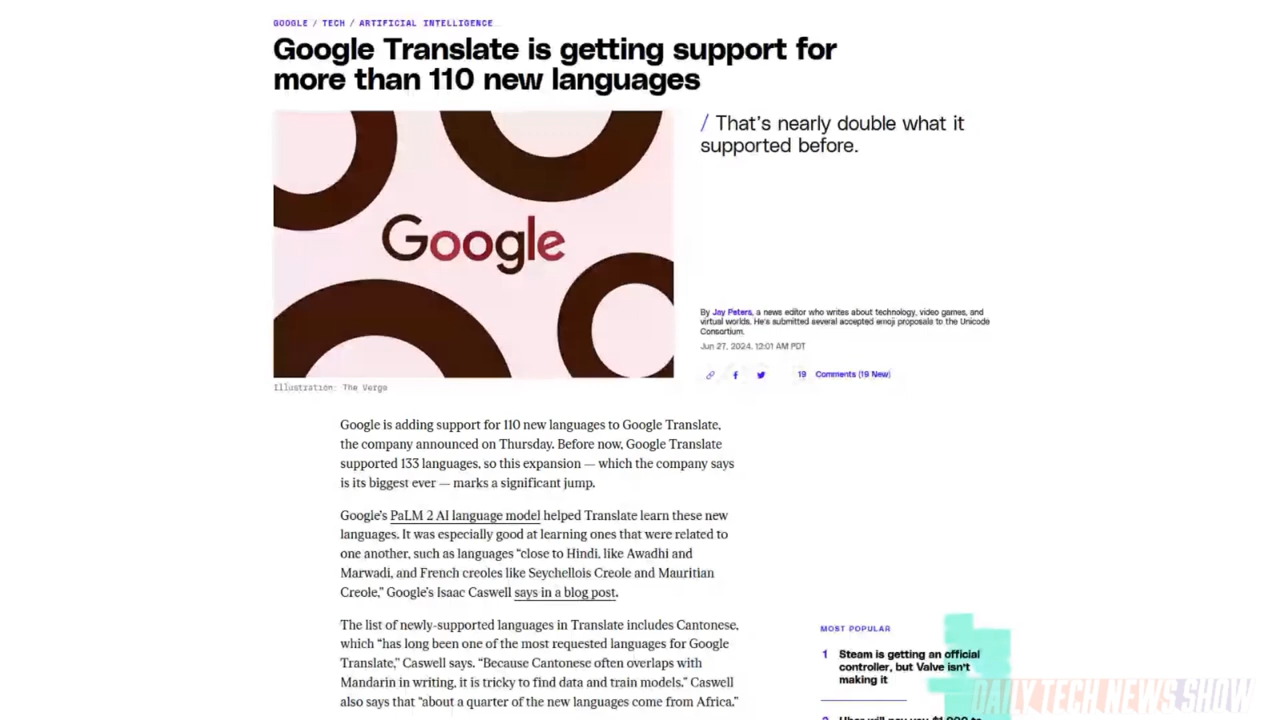 GOOGLE / TECH / ARTIFICIAL INTELLIGENCE
Google Translate is getting support for
more than 110 new languages
/ That's nearly double what it
supported before.
Google
By Jay Peters, a news editor who writes about technology, video games, and
virtual worlds. He's submitted several accepted emoji proposals to the Unicode
Consortium.
Jun 27, 2024, 12:01 AM PDT
19 Comments (19 New)
Illustration: The Verge
Google is adding support for 110 new languages to Google Translate,
the company announced on Thursday. Before now, Google Translate
supported 133 languages, so this expansion — which the company says
is its biggest ever — marks a significant jump.
Google's PaLM 2 AI language model helped Translate learn these new
languages. It was especially good at learning ones that were related to
one another, such as languages “close to Hindi, like Awadhi and
Marwadi, and French creoles like Seychellois Creole and Mauritian
Creole,” Google's Isaac Caswell says in a blog post.
The list of newly-supported languages in Translate includes Cantonese,
which “has long been one of the most requested languages for Google
Translate,” Caswell says. “Because Cantonese often overlaps with
Mandarin in writing, it is tricky to find data and train models.” Caswell
also says that “about a quarter of the new languages come from Africa.”
MOST POPULAR
1 Steam is getting an official
controller, but Valve isn't
making it
DAILY TECH NEWS SHOW